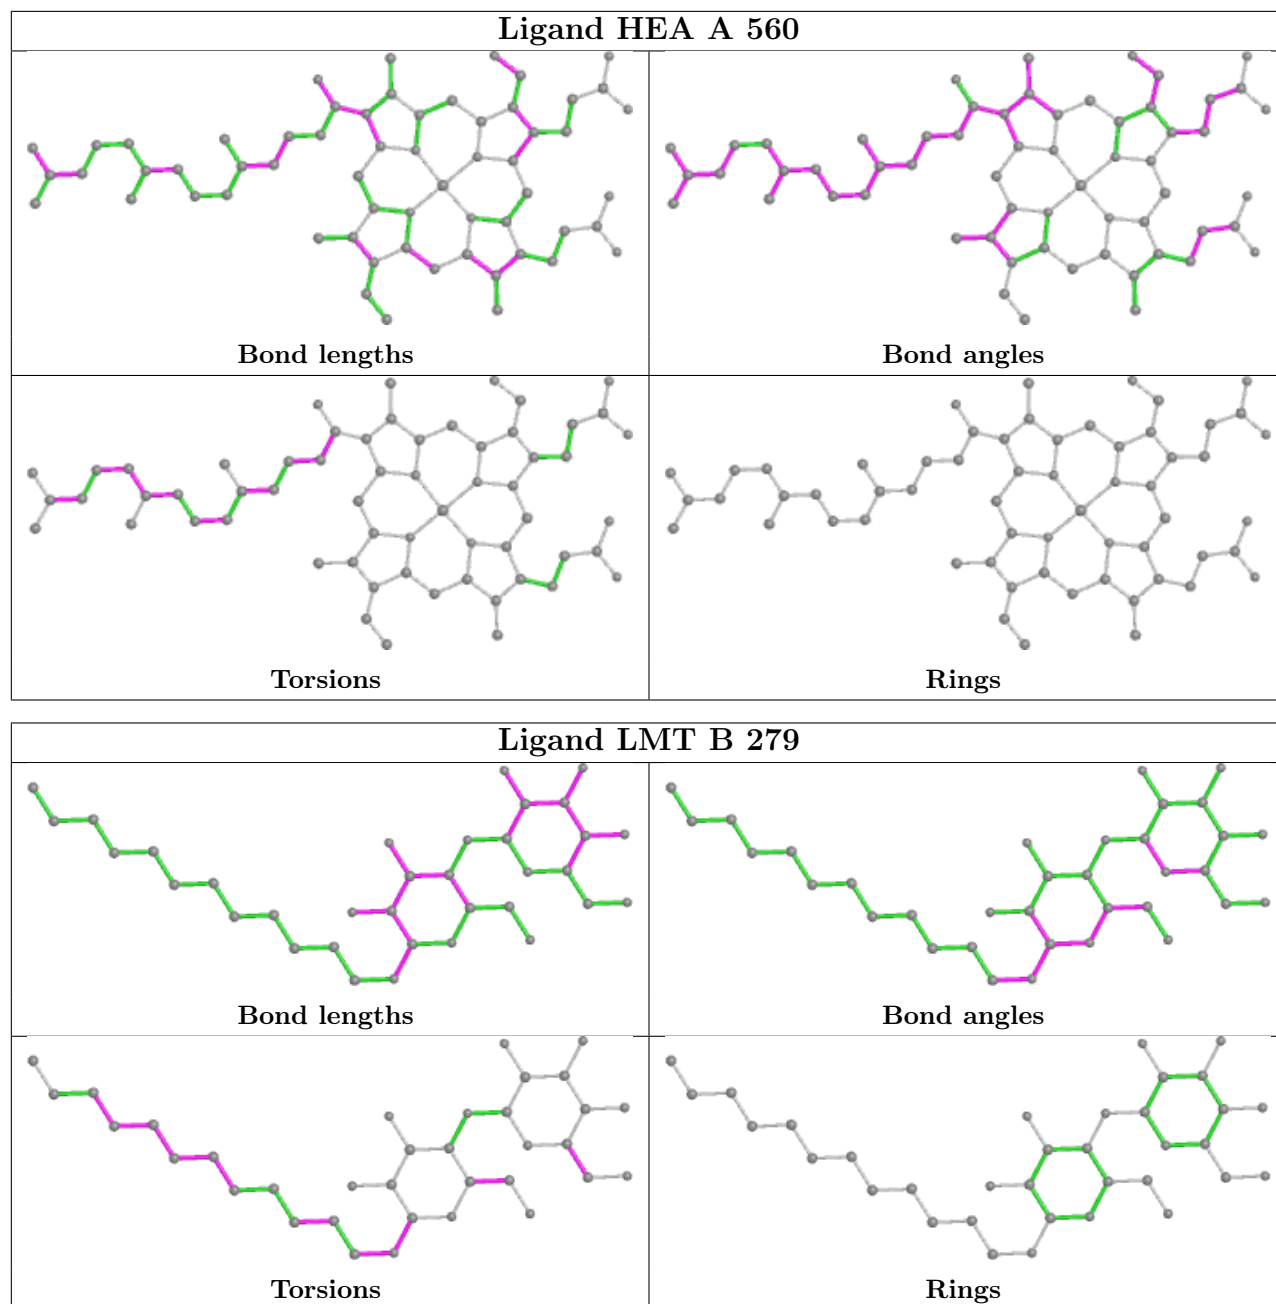 Ligand HEA A 560
Bond lengths
Bond angles
Torsions
Rings
Ligand LMT B 279
Bond lengths
Bond angles
Torsions
Rings